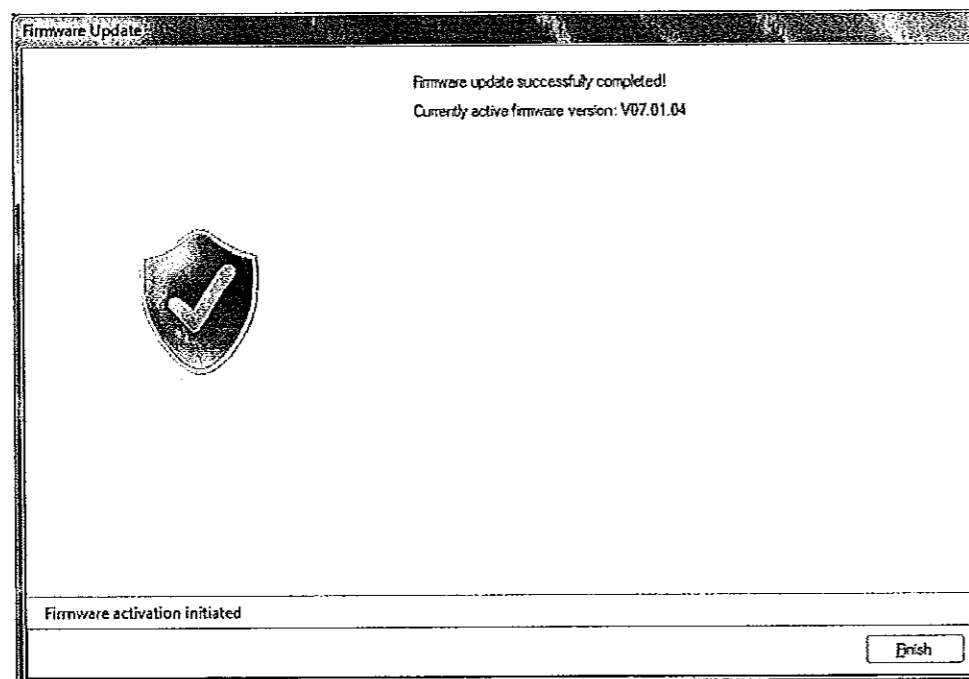 Firmware Update
Firmware update successfully completed!
Currently active firmware version: V07.01.04
Firmware activation initiated
Finish